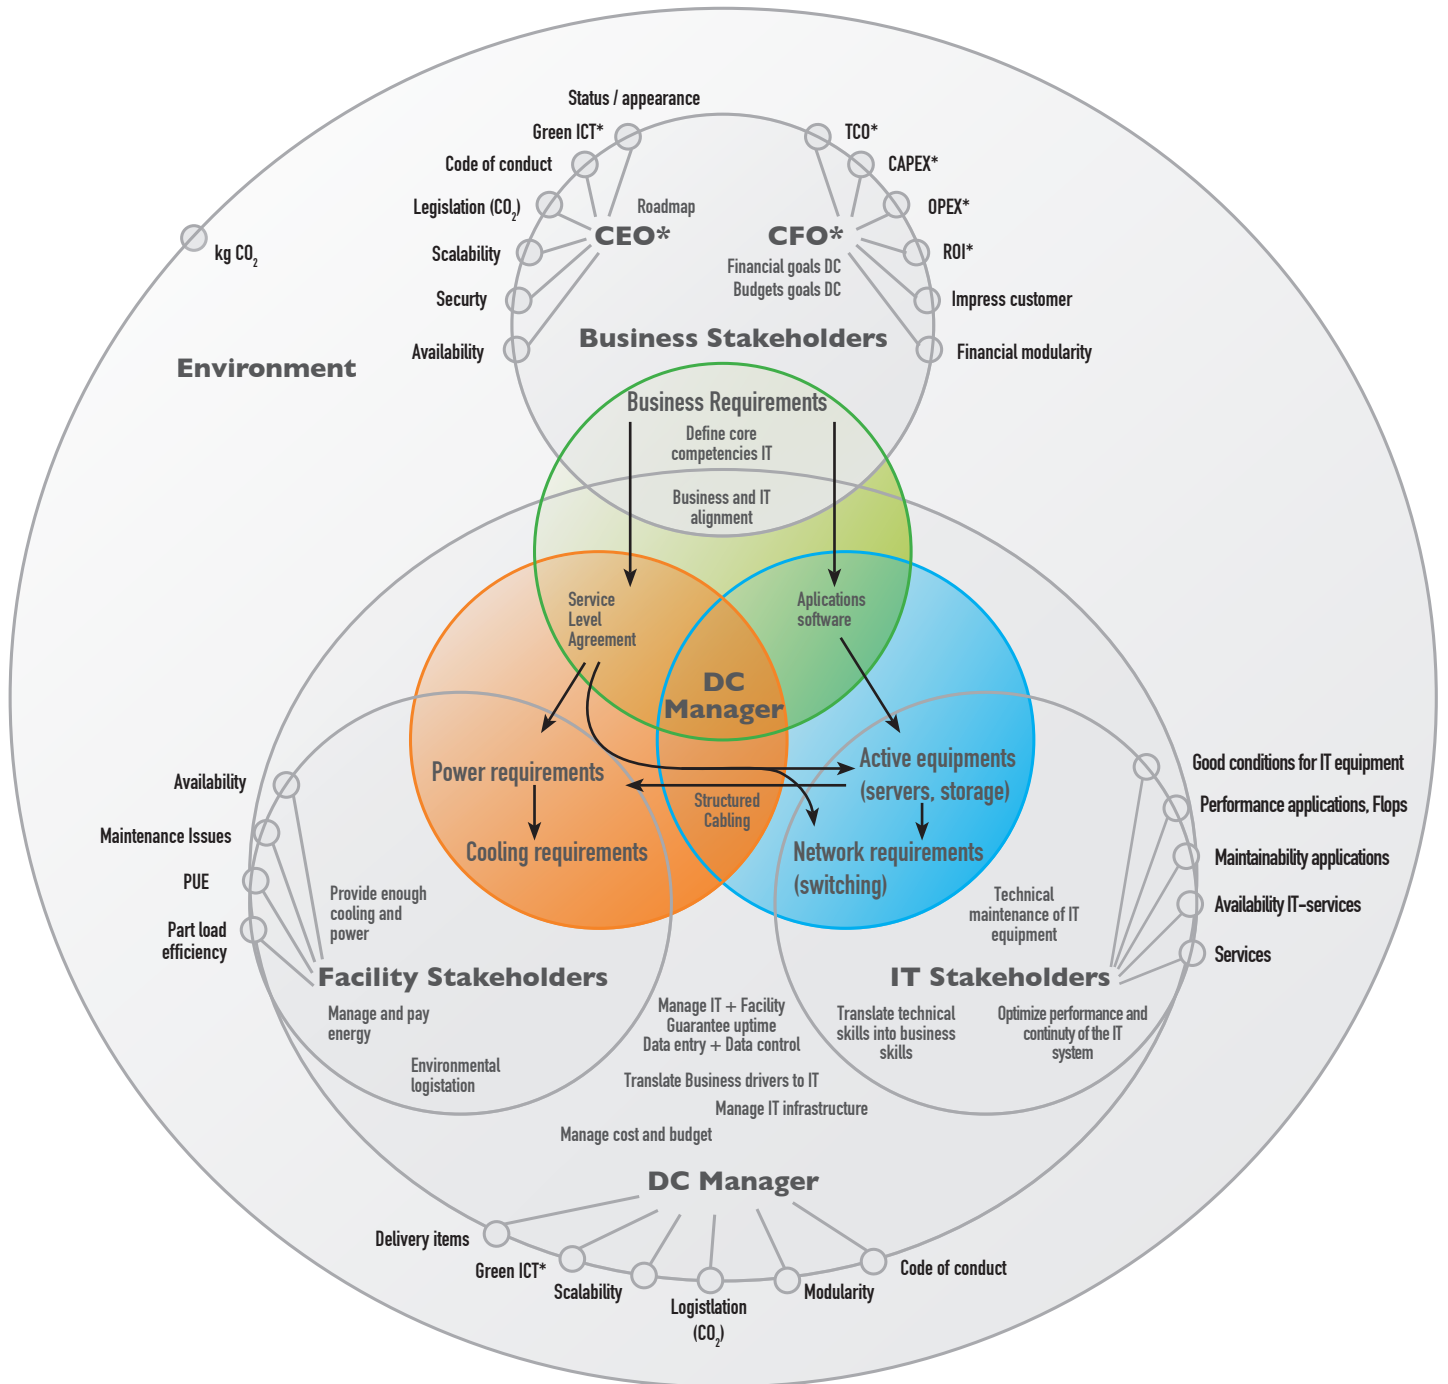 Status / appearance
Green ICT*
Code of conduct
Legislation (CO2)
Scalability
Securty
Availability
Roadmap
CEO*
TCO*
CAPEX*
OPEX*
ROI*
Impress customer
Financial modularity
CFO*
Financial goals DC
Budgets goals DC
Business Stakeholders
kg CO2
Environment
Business Requirements
Define core
competencies IT
Business and IT
alignment
Service
Level
Agreement
Aplications
software
DC
Manager
Power requirements
Cooling requirements
Structured
Cabling
Active equipments
(servers, storage)
Network requirements
(switching)
Availability
Maintenance Issues
PUE
Part load
efficiency
Provide enough
cooling and
power
Facility Stakeholders
Manage and pay
energy
Environmental
logistation
Good conditions for IT equipment
Performance applications, Flops
Maintainability applications
Availability IT-services
Services
Technical
maintenance of IT
equipment
IT Stakeholders
Translate technical
skills into business
skills
Optimize performance and
continuty of the IT
system
Manage IT + Facility
Guarantee uptime
Data entry + Data control
Translate Business drivers to IT
Manage IT infrastructure
Manage cost and budget
DC Manager
Delivery items
Green ICT*
Scalability
Logistlation
(CO2)
Modularity
Code of conduct